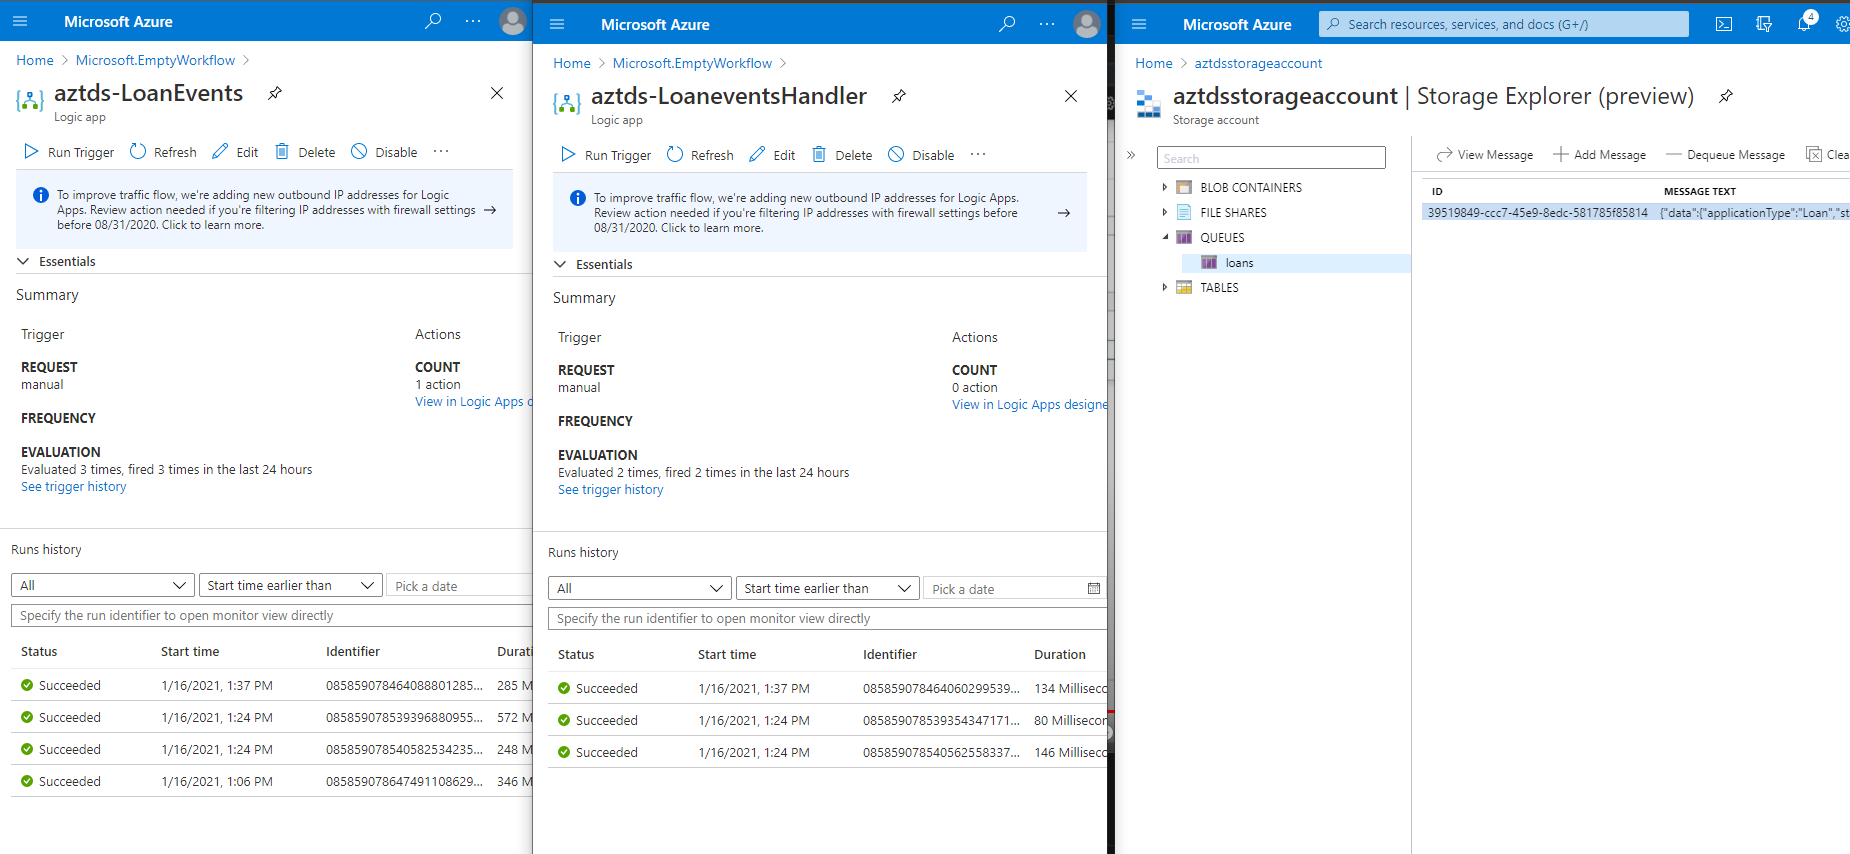 Microsoft Azure
···
Home > Microsoft.EmptyWorkflow >
aztds-LoanEvents
Logic app
Run Trigger
Refresh
Edit
Delete
Disable
···
To improve traffic flow, we're adding new outbound IP addresses for Logic
Apps. Review action needed if you're filtering IP addresses with firewall settings
before 08/31/2020. Click to learn more.
Essentials
Summary
Trigger
Actions
REQUEST
manual
COUNT
1 action
View in Logic Apps d
FREQUENCY
EVALUATION
Evaluated 3 times, fired 3 times in the last 24 hours
See trigger history
Runs history
All
Start time earlier than
Pick a date
Specify the run identifier to open monitor view directly
Status Start time Identifier Durati
Succeeded 1/16/2021, 1:37 PM 085859078464088801285... 285 M
Succeeded 1/16/2021, 1:24 PM 085859078539396880955... 572 M
Succeeded 1/16/2021, 1:24 PM 085859078540582534235... 248 M
Succeeded 1/16/2021, 1:06 PM 085859078647491108629... 346 M
Microsoft Azure
···
Home > Microsoft.EmptyWorkflow >
aztds-LoaneventsHandler
Logic app
Run Trigger
Refresh
Edit
Delete
Disable
···
To improve traffic flow, we're adding new outbound IP addresses for Logic Apps.
Review action needed if you're filtering IP addresses with firewall settings before
08/31/2020. Click to learn more.
Essentials
Summary
Trigger
Actions
REQUEST
manual
COUNT
0 action
View in Logic Apps designe
FREQUENCY
EVALUATION
Evaluated 2 times, fired 2 times in the last 24 hours
See trigger history
Runs history
All
Start time earlier than
Pick a date
Specify the run identifier to open monitor view directly
Status Start time Identifier Duration
Succeeded 1/16/2021, 1:37 PM 085859078464060299539... 134 Millisecc
Succeeded 1/16/2021, 1:24 PM 085859078539354347171... 80 Millisecon
Succeeded 1/16/2021, 1:24 PM 085859078540562558337... 146 Millisecc
Microsoft Azure
Search resources, services, and docs (G+/)
4
Home > aztdsstorageaccount
aztdsstorageaccount | Storage Explorer (preview)
Storage account
»
Search
BLOB CONTAINERS
FILE SHARES
QUEUES
loans
TABLES
View Message
Add Message
Dequeue Message
Clea
ID MESSAGE TEXT
39519849-ccc7-45e9-8edc-581785f85814 {"data":{"applicationType":"Loan","st